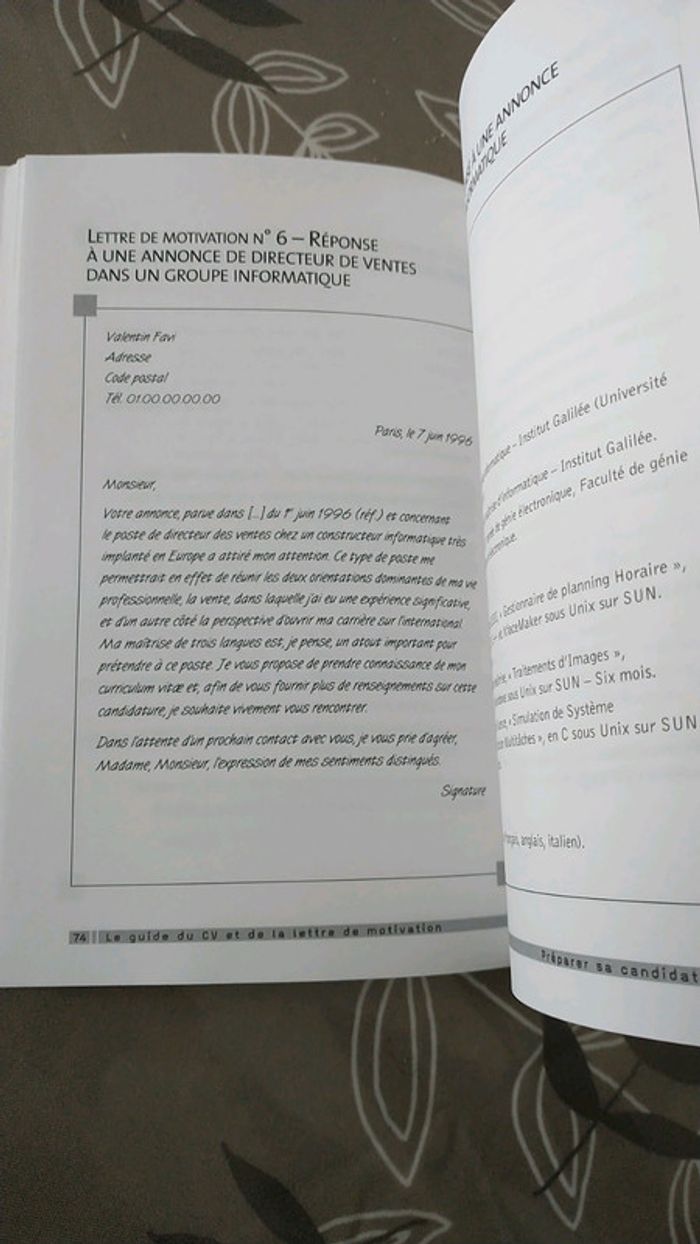 LETTRE DE MOTIVATION N° 6 – RÉPONSE
À UNE ANNONCE DE DIRECTEUR DE VENTES
DANS UN GROUPE INFORMATIQUE
Valentin Favi
Adresse
Code postal
Tél. 01.00.00.00.00
Paris, le 7 juin 1996
Monsieur,
Votre annonce, parue dans [...] du 1er juin 1996 (réf.) et concernant
le poste de directeur des ventes chez un constructeur informatique très
implanté en Europe a attiré mon attention. Ce type de poste me
permettrait en effet de réunir les deux orientations dominantes de ma vie
professionnelle, la vente, dans laquelle j'ai eu une expérience significative,
et d'un autre côté la perspective d'ouvrir ma carrière sur l'international.
Ma maîtrise de trois langues est, je pense, un atout important pour
prétendre à ce poste. Je vous propose de prendre connaissance de mon
curriculum vitæ et, afin de vous fournir plus de renseignements sur cette
candidature, je souhaite vivement vous rencontrer.
Dans l'attente d'un prochain contact avec vous, je vous prie d'agréer,
Madame, Monsieur, l'expression de mes sentiments distingués.
Signature
74 Le guide du CV et de la lettre de motivation
À UNE ANNONCE
– Institut Galilée (Université
d'informatique – Institut Galilée.
de génie électronique, Faculté de génie
« Gestionnaire de planning Horaire »,
sous Unix sur SUN.
« Traitements d'Images »,
sous Unix sur SUN – Six mois.
« Simulation de Système
Multitâches », en C sous Unix sur SUN
anglais, italien).
Préparer sa candidat